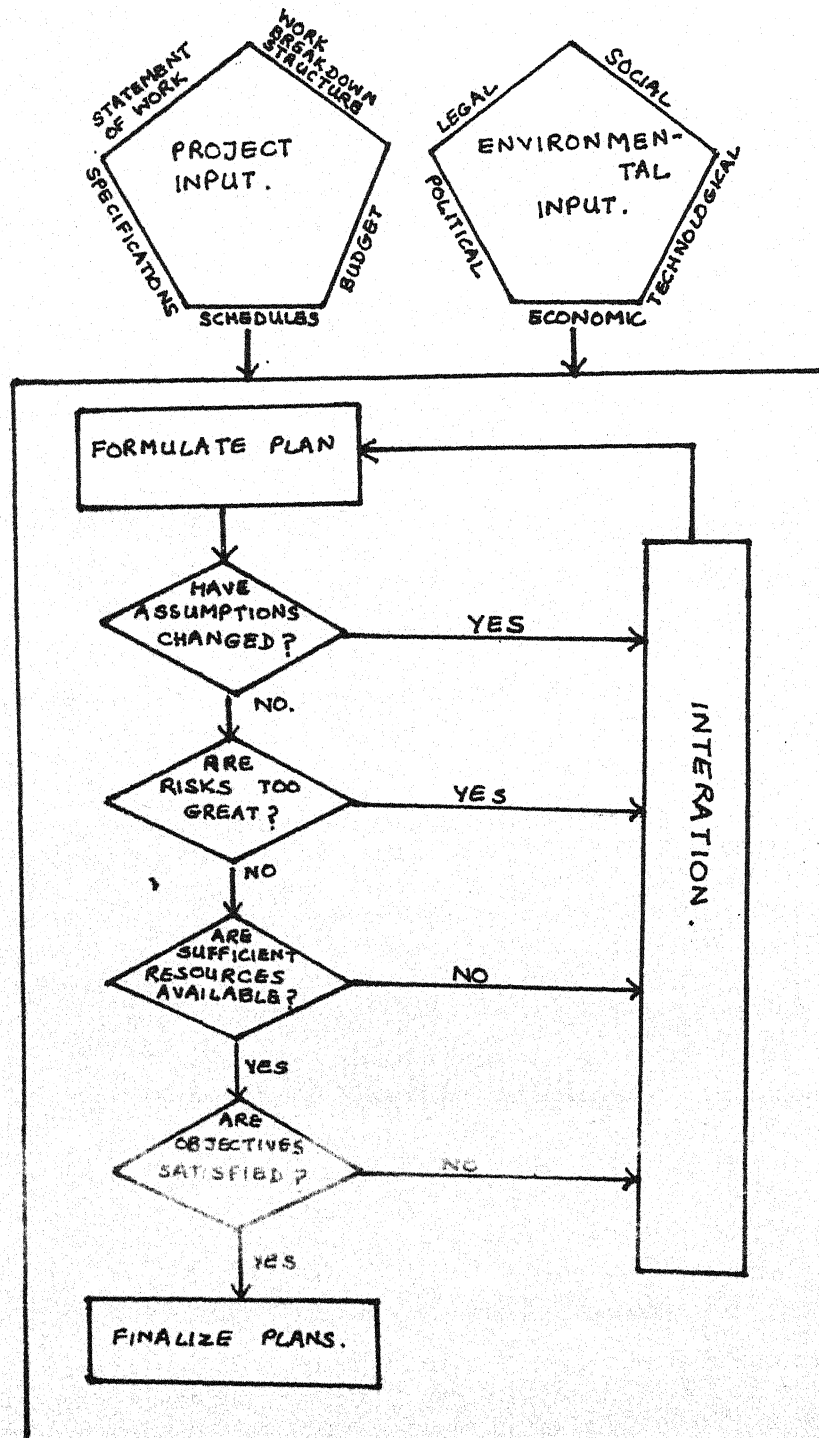 WORK
BREAKDOWN
STRUCTURE
STATEMENT
OF WORK
PROJECT
INPUT.
SPECIFICATIONS
BUDGET
SCHEDULES
LEGAL
SOCIAL
ENVIRONMEN-
TAL
INPUT.
POLITICAL
TECHNOLOGICAL
ECONOMIC
FORMULATE PLAN
HAVE
ASSUMPTIONS
CHANGED?
YES
NO.
ARE
RISKS TOO
GREAT?
YES
NO
ARE
SUFFICIENT
RESOURCES
AVAILABLE?
NO
YES
ARE
OBJECTIVES
SATISFIED?
NO
YES
FINALIZE PLANS.
INTERATION.